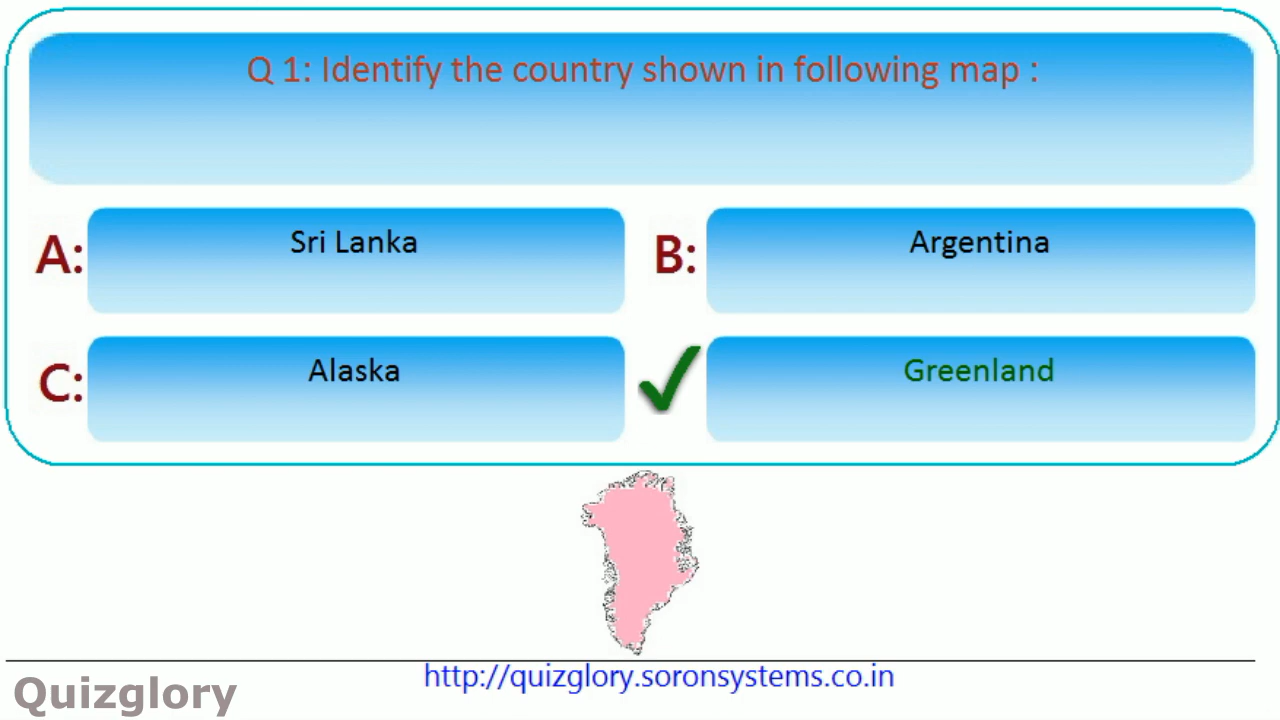 Q 1: Identify the country shown in following map :
A: Sri Lanka
B: Argentina
C: Alaska
Greenland
http://quizglory.soronsystems.co.in
Quizglory